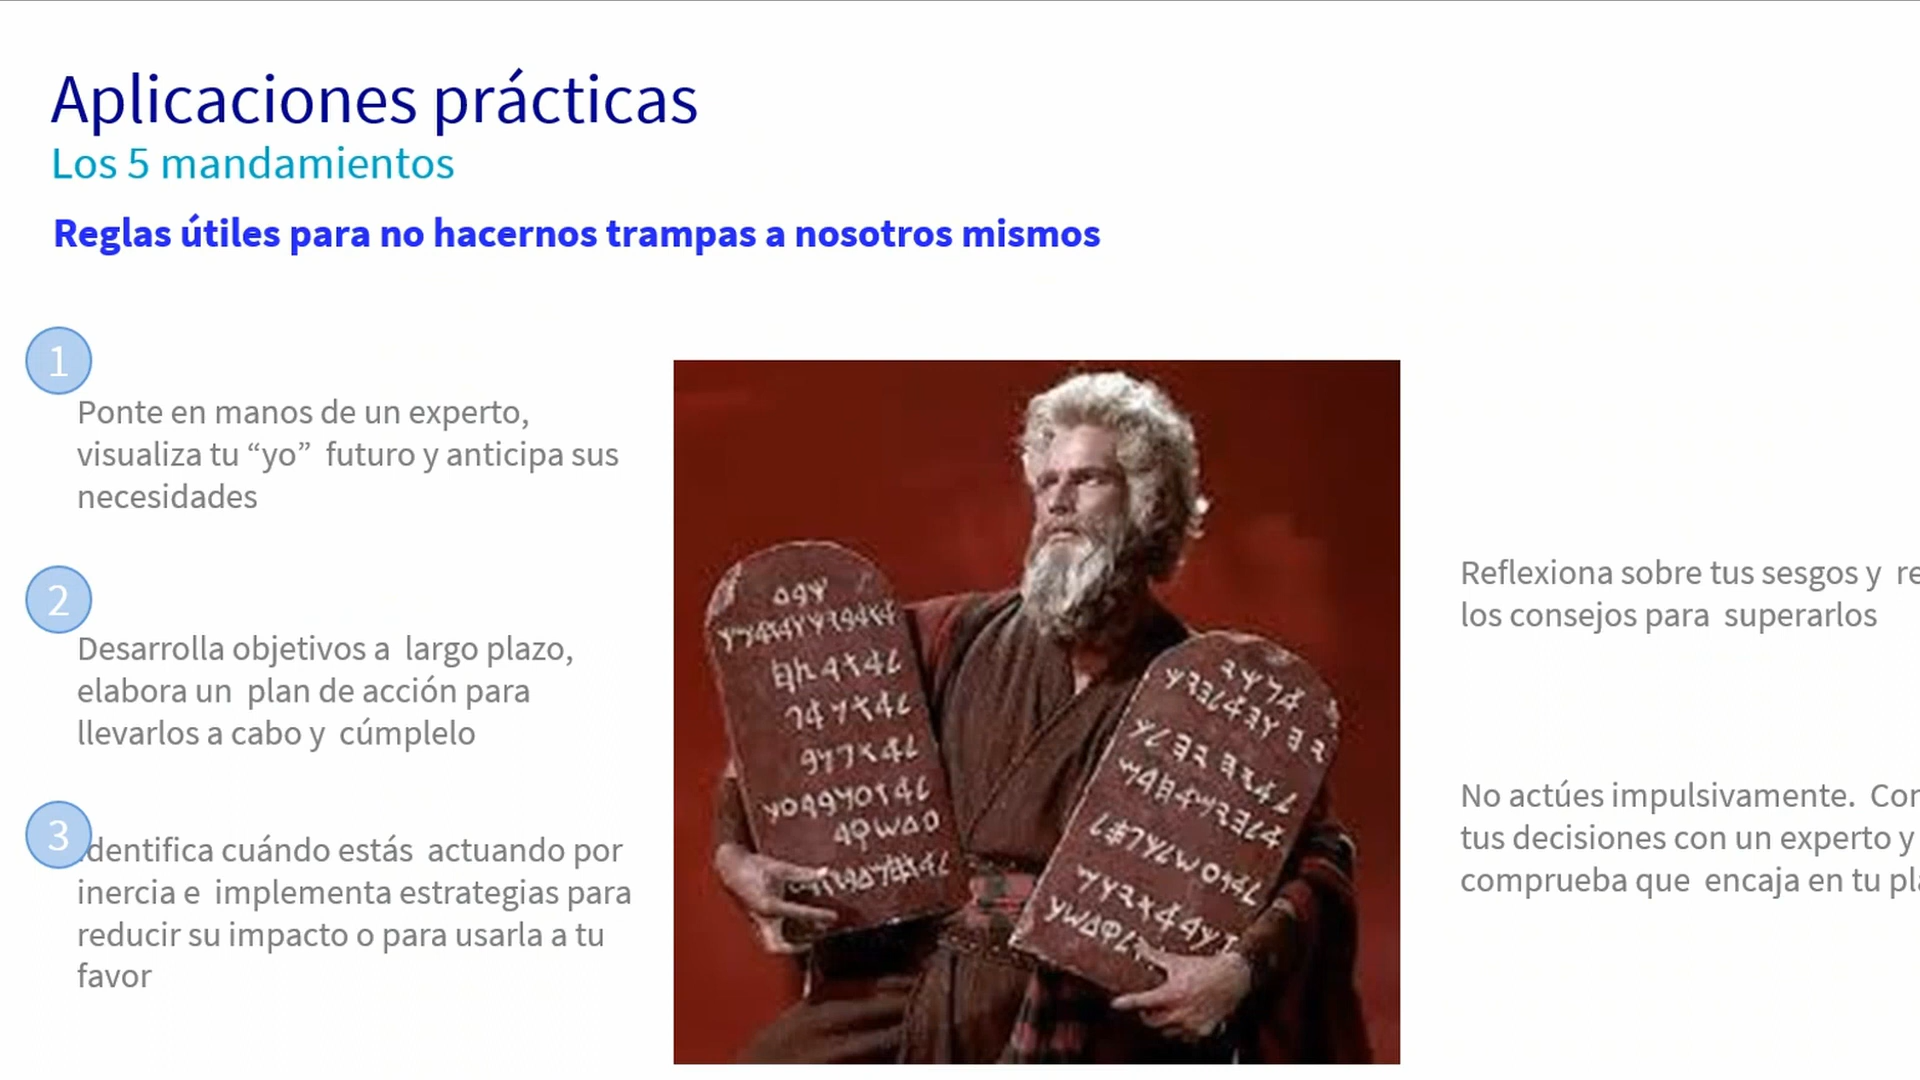 Aplicaciones prácticas
Los 5 mandamientos
Reglas útiles para no hacernos trampas a nosotros mismos
1
Ponte en manos de un experto,
visualiza tu “yo” futuro y anticipa sus
necesidades
2
Desarrolla objetivos a largo plazo,
elabora un plan de acción para
llevarlos a cabo y cúmplelo
3
Identifica cuándo estás actuando por
inercia e implementa estrategias para
reducir su impacto o para usarla a tu
favor
Reflexiona sobre tus sesgos y
los consejos para superarlos
No actúes impulsivamente.
tus decisiones con un experto y
comprueba que encaja en tu